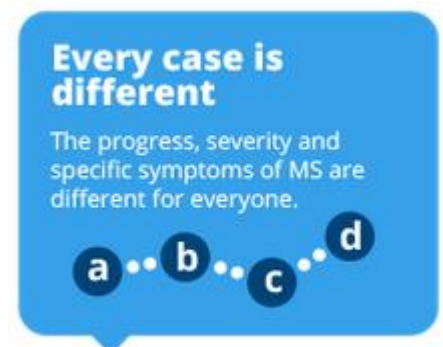 Every case is
different
The progress, severity and
specific symptoms of MS are
different for everyone.
a b c d